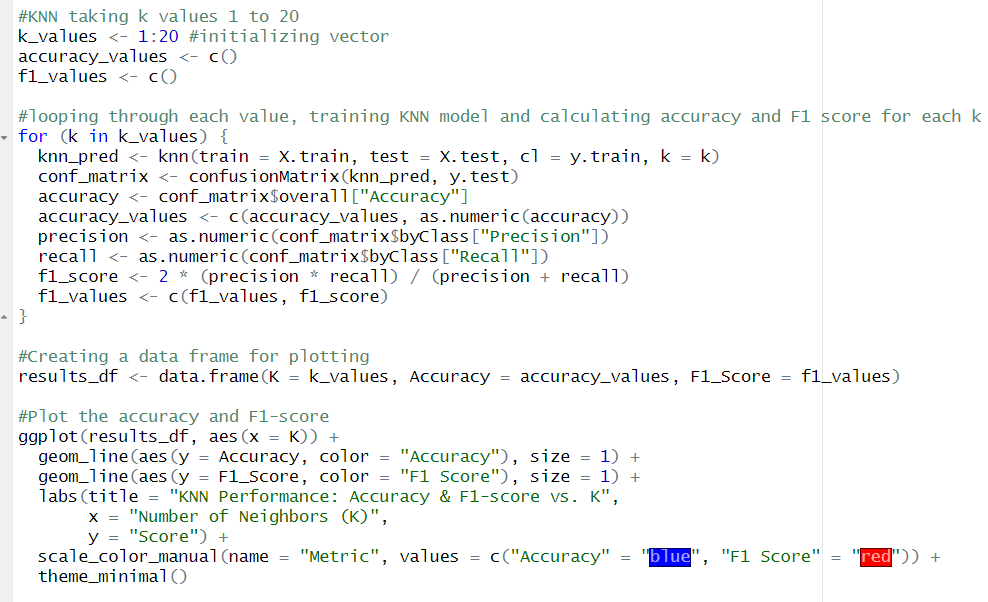 #KNN taking k values 1 to 20
k_values <- 1:20 #initializing vector
accuracy_values <- c()
f1_values <- c()

#looping through each value, training KNN model and calculating accuracy and F1 score for each k
for (k in k_values) {
  knn_pred <- knn(train = X.train, test = X.test, cl = y.train, k = k)
  conf_matrix <- confusionMatrix(knn_pred, y.test)
  accuracy <- conf_matrix$overall["Accuracy"]
  accuracy_values <- c(accuracy_values, as.numeric(accuracy))
  precision <- as.numeric(conf_matrix$byClass["Precision"])
  recall <- as.numeric(conf_matrix$byClass["Recall"])
  f1_score <- 2 * (precision * recall) / (precision + recall)
  f1_values <- c(f1_values, f1_score)
}

#Creating a data frame for plotting
results_df <- data.frame(K = k_values, Accuracy = accuracy_values, F1_Score = f1_values)

#Plot the accuracy and F1-score
ggplot(results_df, aes(x = K)) +
  geom_line(aes(y = Accuracy, color = "Accuracy"), size = 1) +
  geom_line(aes(y = F1_Score, color = "F1 Score"), size = 1) +
  labs(title = "KNN Performance: Accuracy & F1-score vs. K",
       x = "Number of Neighbors (K)",
       y = "Score") +
  scale_color_manual(name = "Metric", values = c("Accuracy" = "blue", "F1 Score" = "red")) +
  theme_minimal()